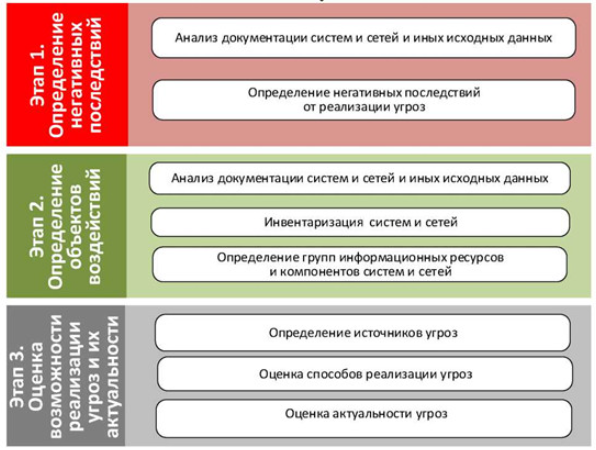 Этап 1.
Определение
негативных
последствий
Анализ документации систем и сетей и иных исходных данных
Определение негативных последствий
от реализации угроз
Этап 2.
Определение
объектов
воздействий
Анализ документации систем и сетей и иных исходных данных
Инвентаризация систем и сетей
Определение групп информационных ресурсов
и компонентов систем и сетей
Этап 3.
Оценка
возможности
реализации
угроз и их
актуальности
Определение источников угроз
Оценка способов реализации угроз
Оценка актуальности угроз